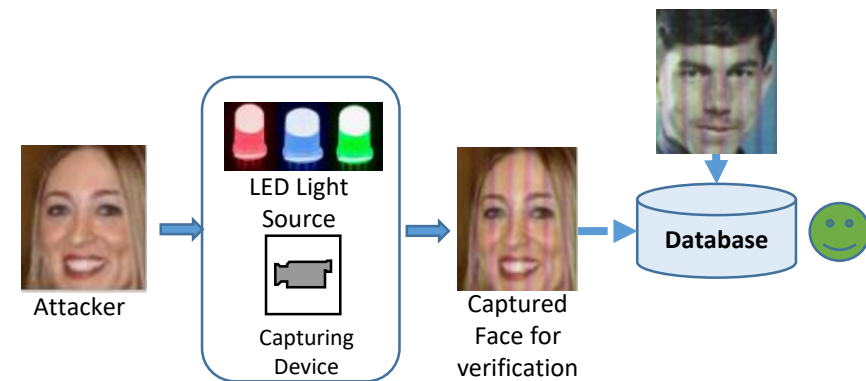 Attacker
LED Light
Source
Capturing
Device
Captured
Face for
verification
Database